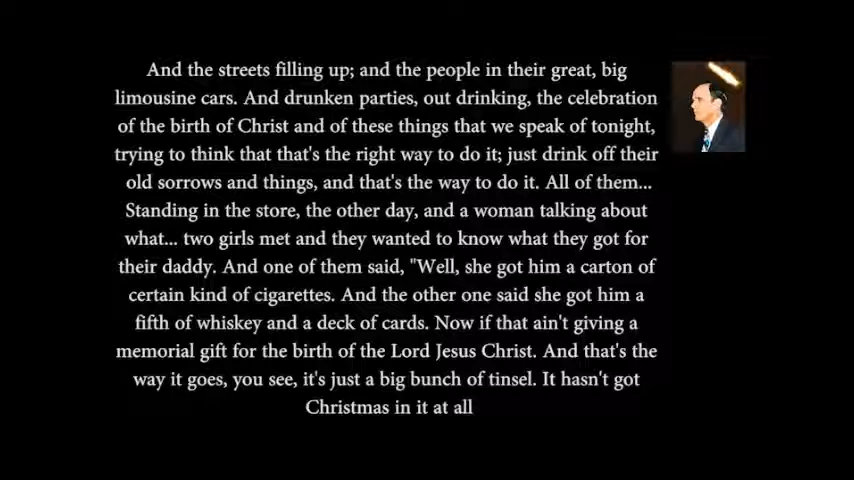 And the streets filling up; and the people in their great, big
limousine cars. And drunken parties, out drinking, the celebration
of the birth of Christ and of these things that we speak of tonight,
trying to think that that's the right way to do it; just drink off their
old sorrows and things, and that's the way to do it. All of them...
Standing in the store, the other day, and a woman talking about
what... two girls met and they wanted to know what they got for
their daddy. And one of them said, "Well, she got him a carton of
certain kind of cigarettes. And the other one said she got him a
fifth of whiskey and a deck of cards. Now if that ain't giving a
memorial gift for the birth of the Lord Jesus Christ. And that's the
way it goes, you see, it's just a big bunch of tinsel. It hasn't got
Christmas in it at all